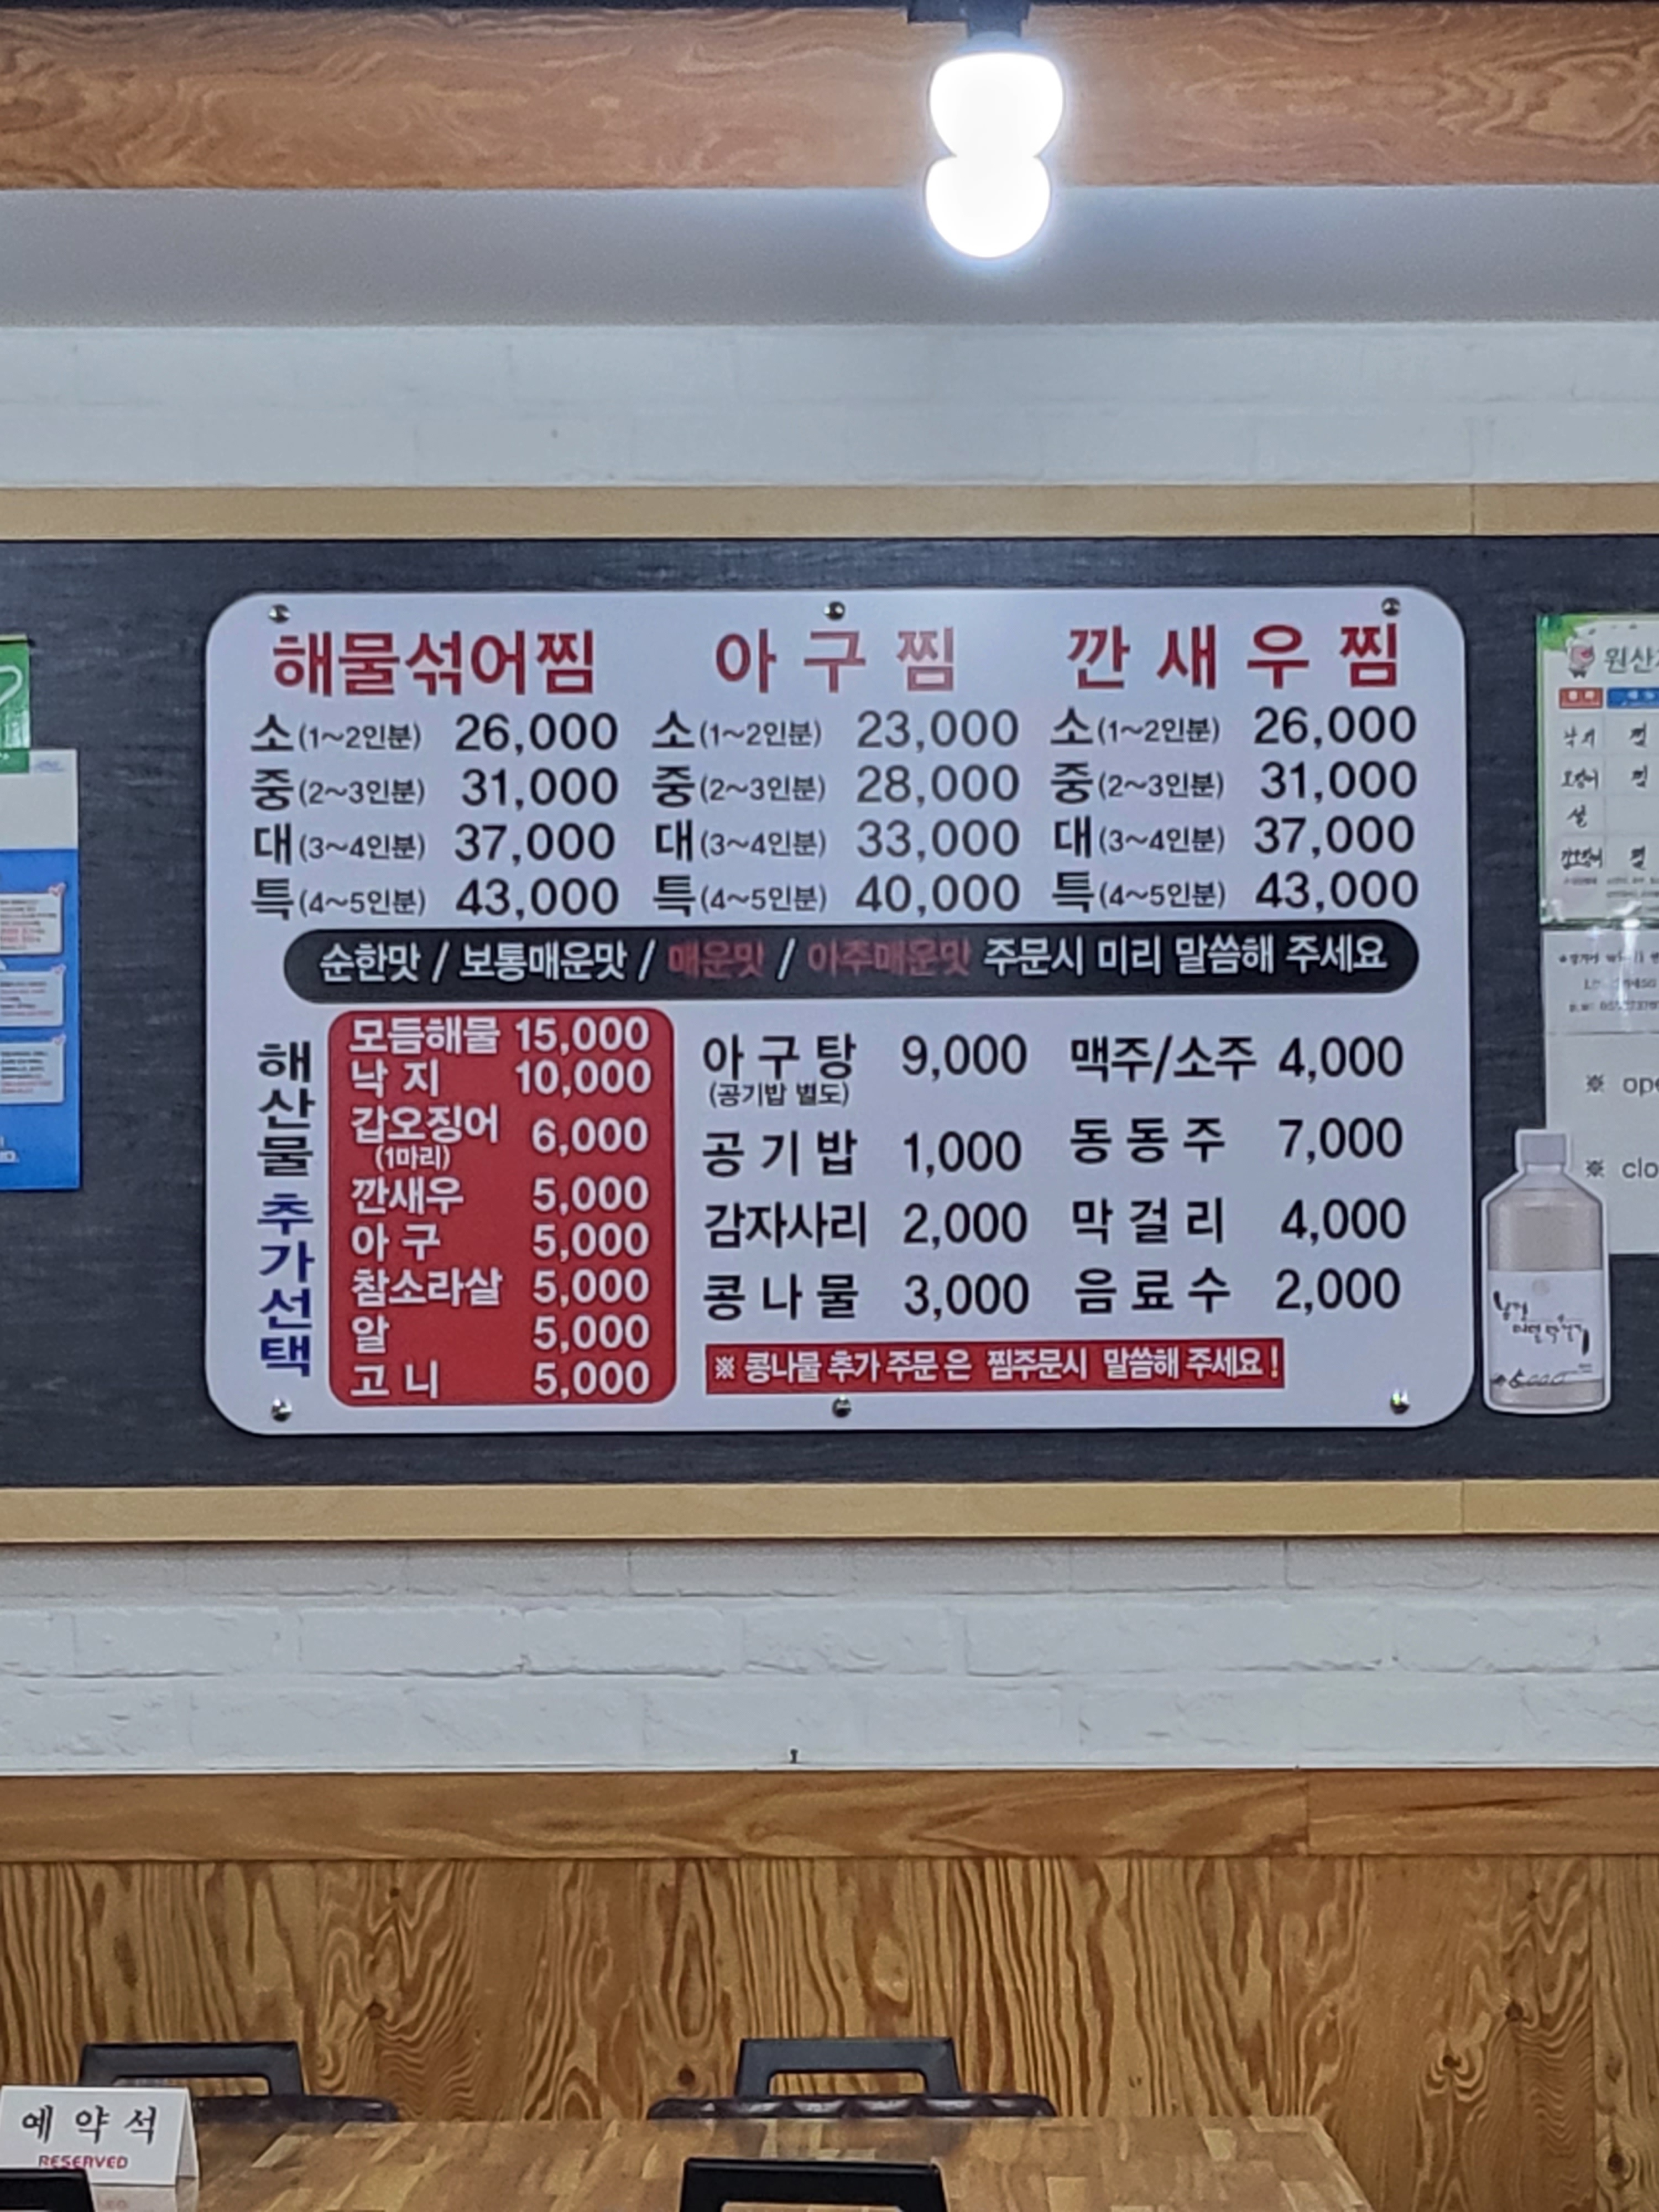 해물섞어찜 아구찜 깐새우찜
소(1~2인분) 26,000 소(1~2인분) 23,000 소(1~2인분) 26,000
중(2~3인분) 31,000 중(2~3인분) 28,000 중(2~3인분) 31,000
대(3~4인분) 37,000 대(3~4인분) 33,000 대(3~4인분) 37,000
특(4~5인분) 43,000 특(4~5인분) 40,000 특(4~5인분) 43,000
순한맛 / 보통매운맛 / 매운맛 / 아주매운맛 주문시 미리 말씀해 주세요
해산물 추가선택
모듬해물 15,000
낙지 10,000
갑오징어 6,000
(1마리)
깐새우 5,000
아구 5,000
참소라살 5,000
알 5,000
고니 5,000
아구탕 9,000
(공기밥 별도)
공기밥 1,000
감자사리 2,000
콩나물 3,000
맥주/소주 4,000
동동주 7,000
막걸리 4,000
음료수 2,000
※ 콩나물 추가 주문 은 찜주문시 말씀해 주세요 !
원산
낙지 찜
오징어 찜
갑오징어 찜
※ ope
※ clo
예약석
RESERVED